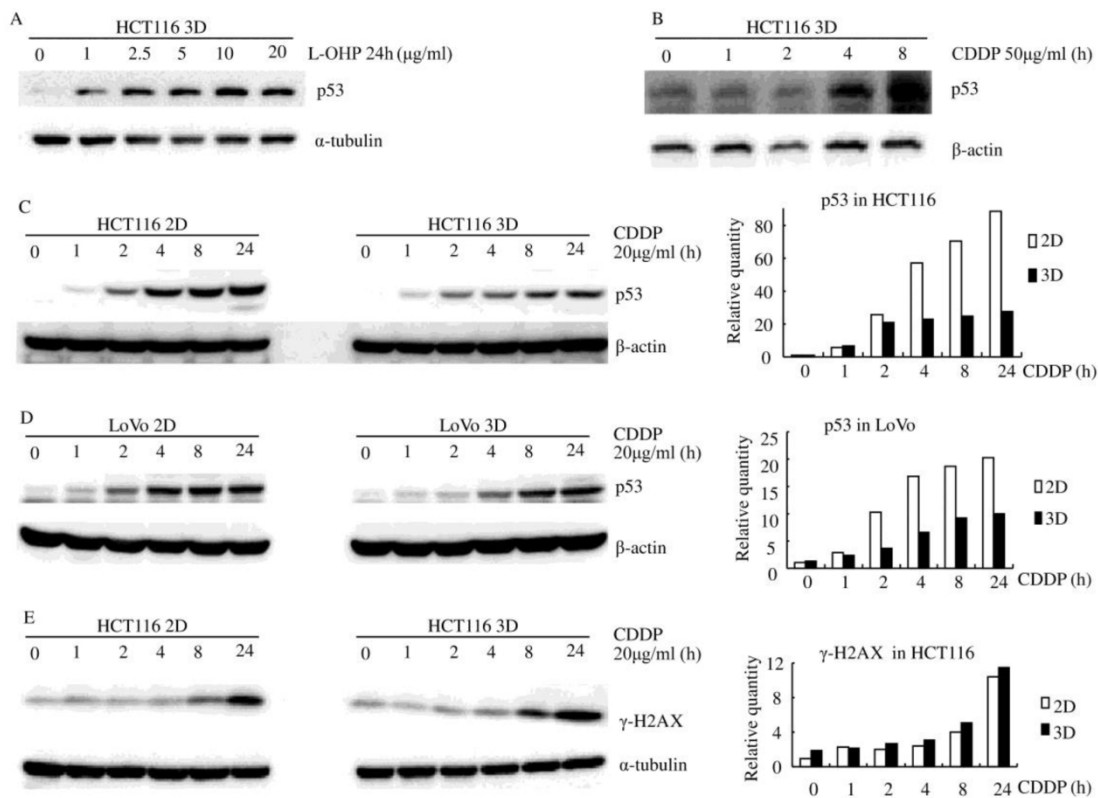 A
HCT116 3D
0 1 2.5 5 10 20 L-OHP 24h (μg/ml)
p53
α-tubulin
B
HCT116 3D
0 1 2 4 8 CDDP 50μg/ml (h)
p53
β-actin
C
HCT116 2D
0 1 2 4 8 24
HCT116 3D
0 1 2 4 8 24
CDDP
20μg/ml (h)
p53
β-actin
p53 in HCT116
Relative quantity
80
60
40
20
0
0 1 2 4 8 24 CDDP (h)
2D
3D
D
LoVo 2D
0 1 2 4 8 24
LoVo 3D
0 1 2 4 8 24
CDDP
20μg/ml (h)
p53
β-actin
p53 in LoVo
Relative quantity
25
20
15
10
5
0
0 1 2 4 8 24 CDDP (h)
2D
3D
E
HCT116 2D
0 1 2 4 8 24
HCT116 3D
0 1 2 4 8 24
CDDP
20μg/ml (h)
γ-H2AX
α-tubulin
γ-H2AX in HCT116
Relative quantity
12
8
4
0
0 1 2 4 8 24 CDDP (h)
2D
3D